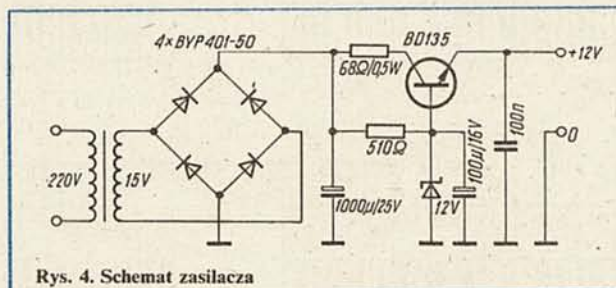 4×BYP401-50
BD135
+12V
68Ω/0,5W
100n
0
510Ω
100µ/16V
220V
15V
1000µ/25V
12V
Rys. 4. Schemat zasilacza